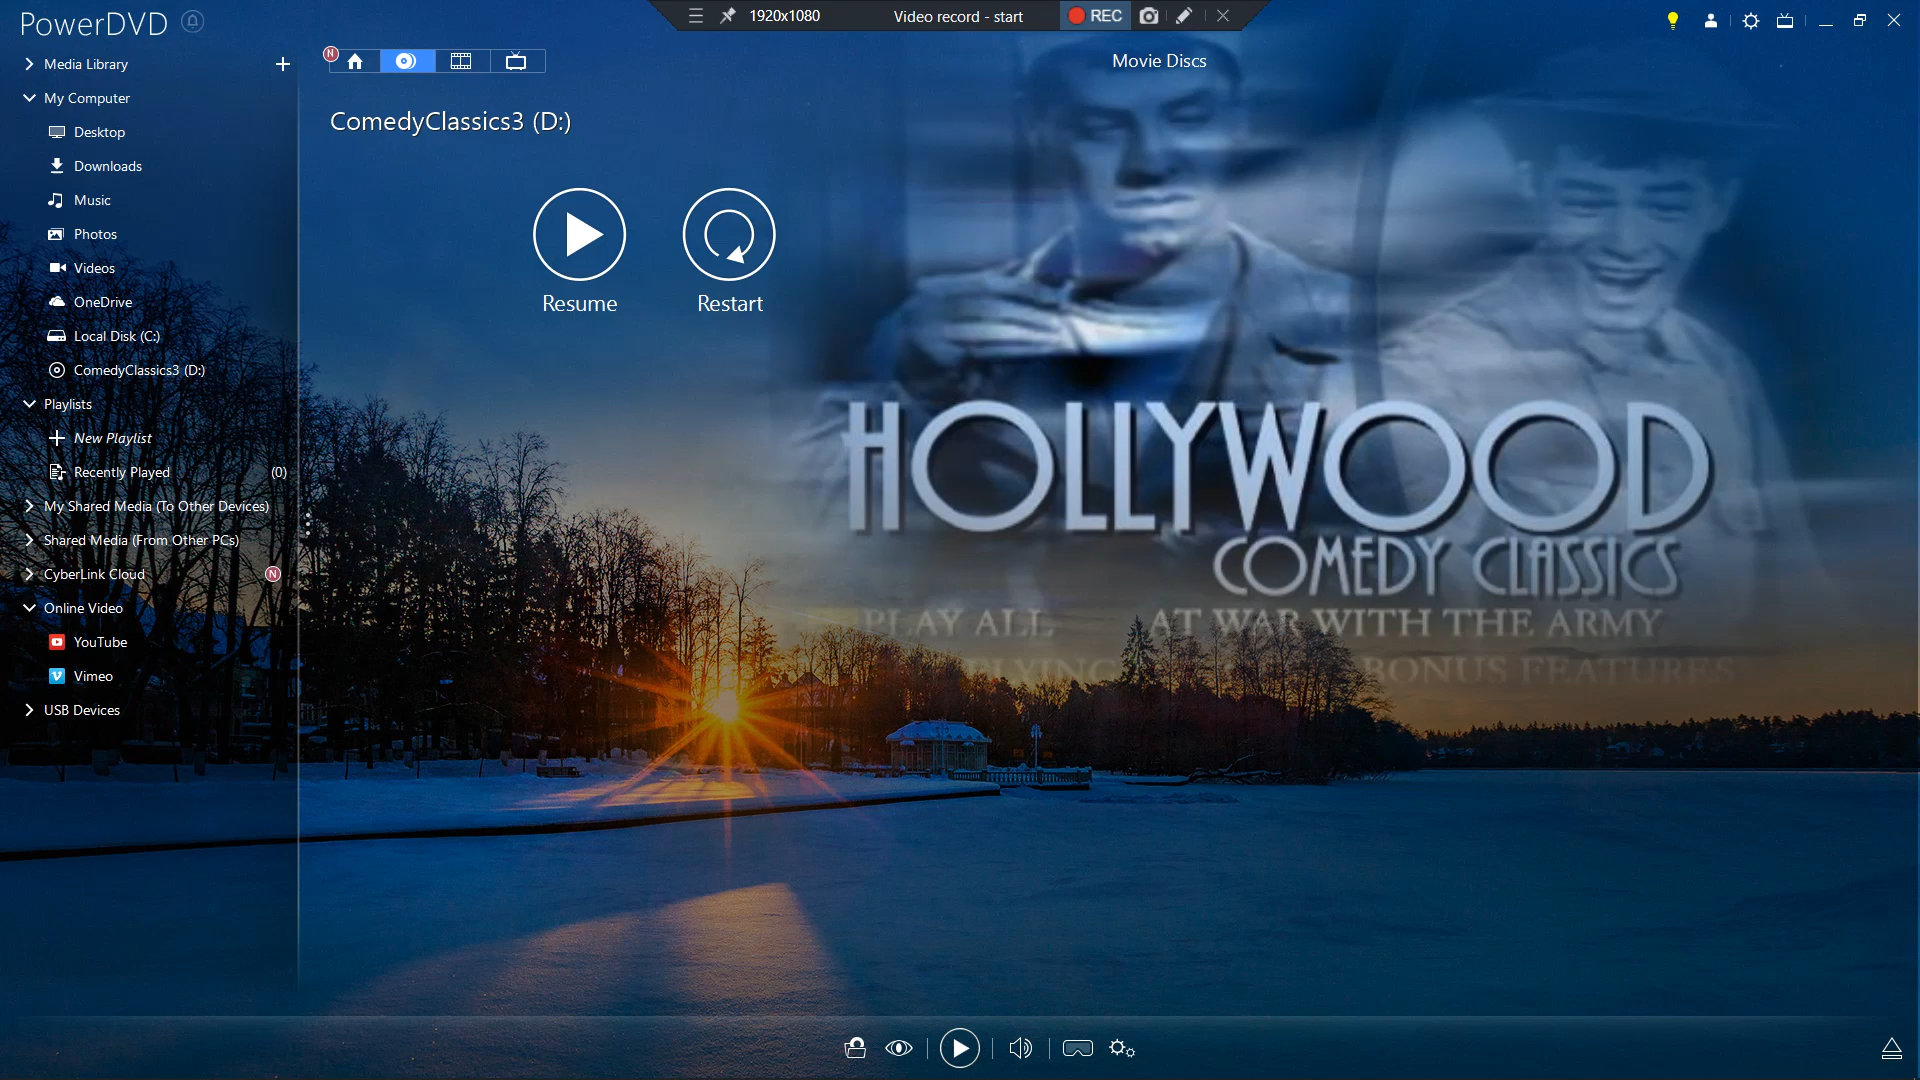 PowerDVD
1920x1080
Video record - start
REC
Media Library
My Computer
Desktop
Downloads
Music
Photos
Videos
OneDrive
Local Disk (C:)
ComedyClassics3 (D:)
Playlists
New Playlist
Recently Played (0)
My Shared Media (To Other Devices)
Shared Media (From Other PCs)
CyberLink Cloud N
Online Video
YouTube
Vimeo
USB Devices
N
Movie Discs
ComedyClassics3 (D:)
Resume
Restart
HOLLYWOOD
COMEDY CLASSICS
PLAY ALL AT WAR WITH THE ARMY
FLYING BONUS FEATURES